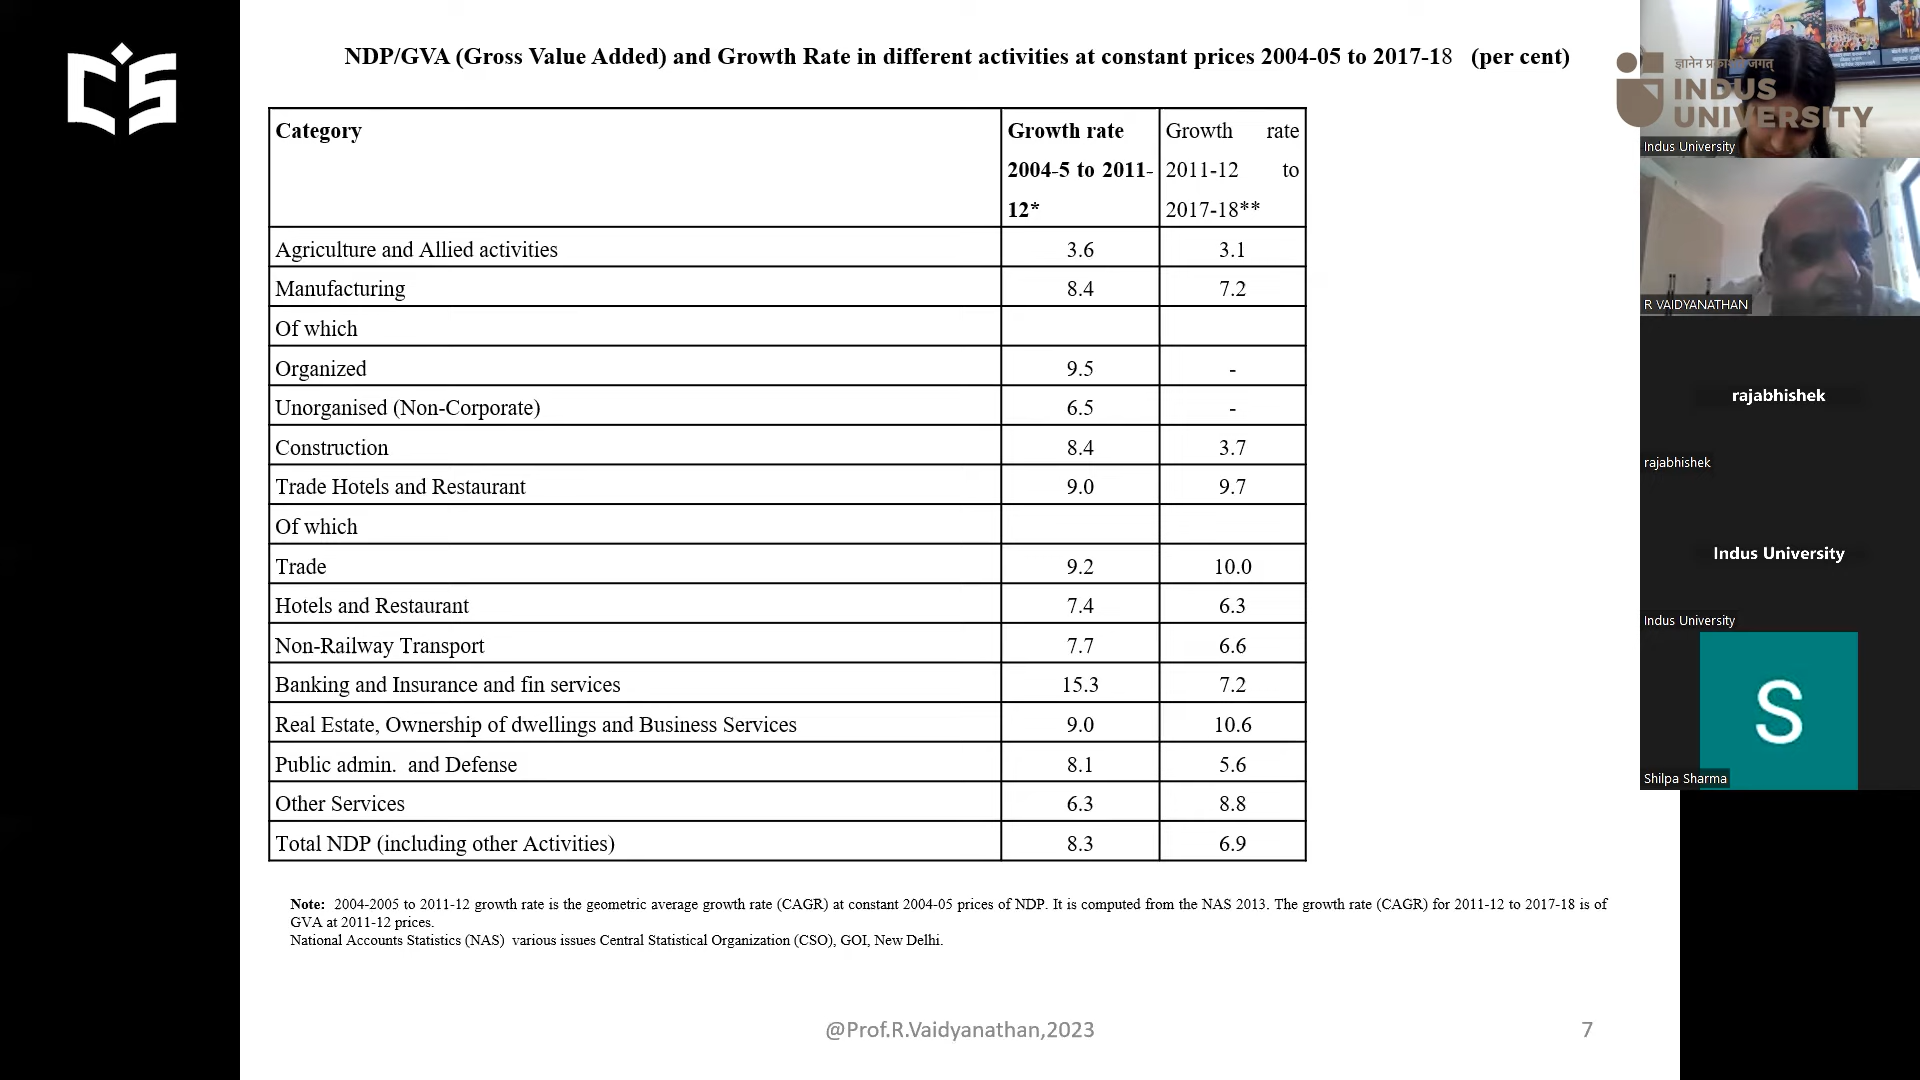 NDP/GVA (Gross Value Added) and Growth Rate in different activities at constant prices 2004-05 to 2017-18 (per cent)
Category
Growth rate
2004-5 to 2011-
12*
Growth rate
2011-12 to
2017-18**
Agriculture and Allied activities 3.6 3.1
Manufacturing 8.4 7.2
Of which
Organized 9.5 -
Unorganised (Non-Corporate) 6.5 -
Construction 8.4 3.7
Trade Hotels and Restaurant 9.0 9.7
Of which
Trade 9.2 10.0
Hotels and Restaurant 7.4 6.3
Non-Railway Transport 7.7 6.6
Banking and Insurance and fin services 15.3 7.2
Real Estate, Ownership of dwellings and Business Services 9.0 10.6
Public admin. and Defense 8.1 5.6
Other Services 6.3 8.8
Total NDP (including other Activities) 8.3 6.9
Note: 2004-2005 to 2011-12 growth rate is the geometric average growth rate (CAGR) at constant 2004-05 prices of NDP. It is computed from the NAS 2013. The growth rate (CAGR) for 2011-12 to 2017-18 is of
GVA at 2011-12 prices.
National Accounts Statistics (NAS) various issues Central Statistical Organization (CSO), GOI, New Delhi.
@Prof.R.Vaidyanathan,2023
7
CIS
ज्ञानेन
जगत्
INDUS
UNIVERSITY
Indus University
R VAIDYANATHAN
rajabhishek
rajabhishek
Indus University
Indus University
S
Shilpa Sharma